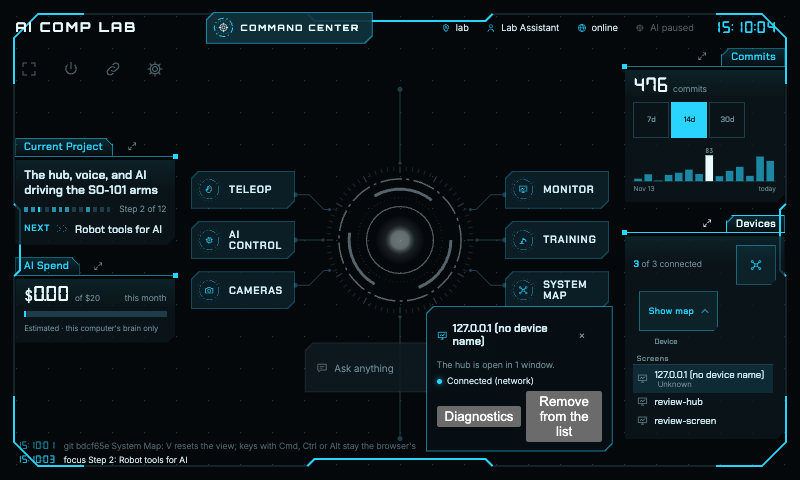 AI COMP LAB
COMMAND CENTER
lab
Lab Assistant
online
AI paused
15:10:04
Commits
476 commits
7d
14d
30d
83
Nov 13
today
Current Project
The hub, voice, and AI
driving the SO-101 arms
Step 2 of 12
NEXT
Robot tools for AI
AI Spend
$0.00 of $20
this month
Estimated · this computer's brain only
TELEOP
AI
CONTROL
CAMERAS
MONITOR
TRAINING
SYSTEM
MAP
Ask anything
Devices
3 of 3 connected
Show map
Device
Screens
127.0.0.1 (no device name)
Unknown
review-hub
review-screen
127.0.0.1 (no device
name)
×
The hub is open in 1 window.
Connected (network)
Diagnostics
Remove
from the
list
15:10:01 git bdcf65e System Map: V resets the view; keys with Cmd, Ctrl or Alt stay the browser's
15:10:03 focus Step 2: Robot tools for AI